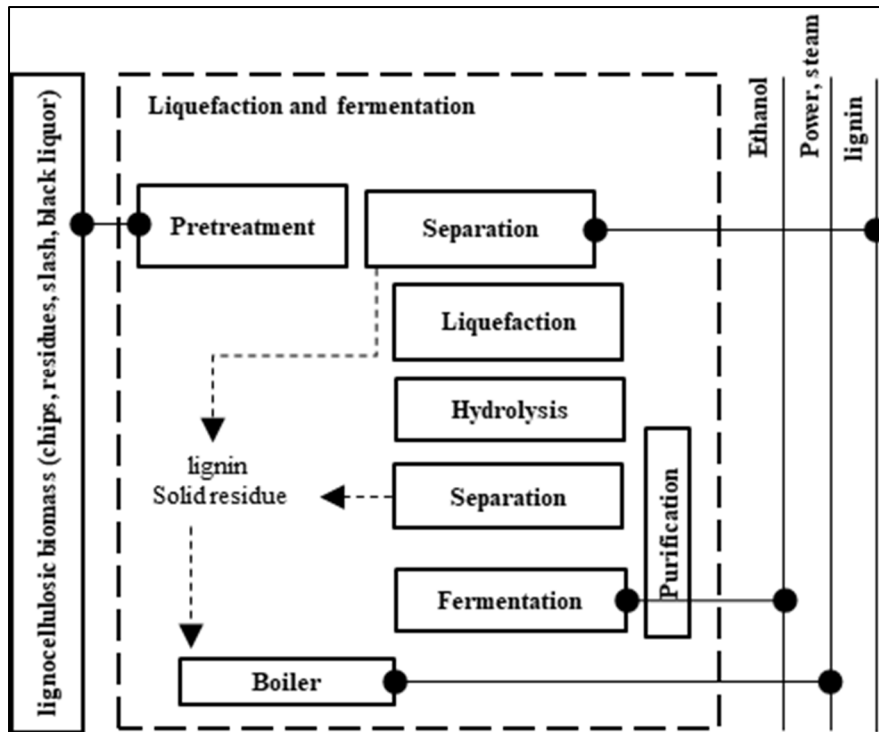 lignocellulosic biomass (chips, residues, slash, black liquor)
Liquefaction and fermentation
Pretreatment
Separation
Liquefaction
Hydrolysis
lignin
Solid residue
Separation
Purification
Fermentation
Boiler
Ethanol
Power, steam
lignin